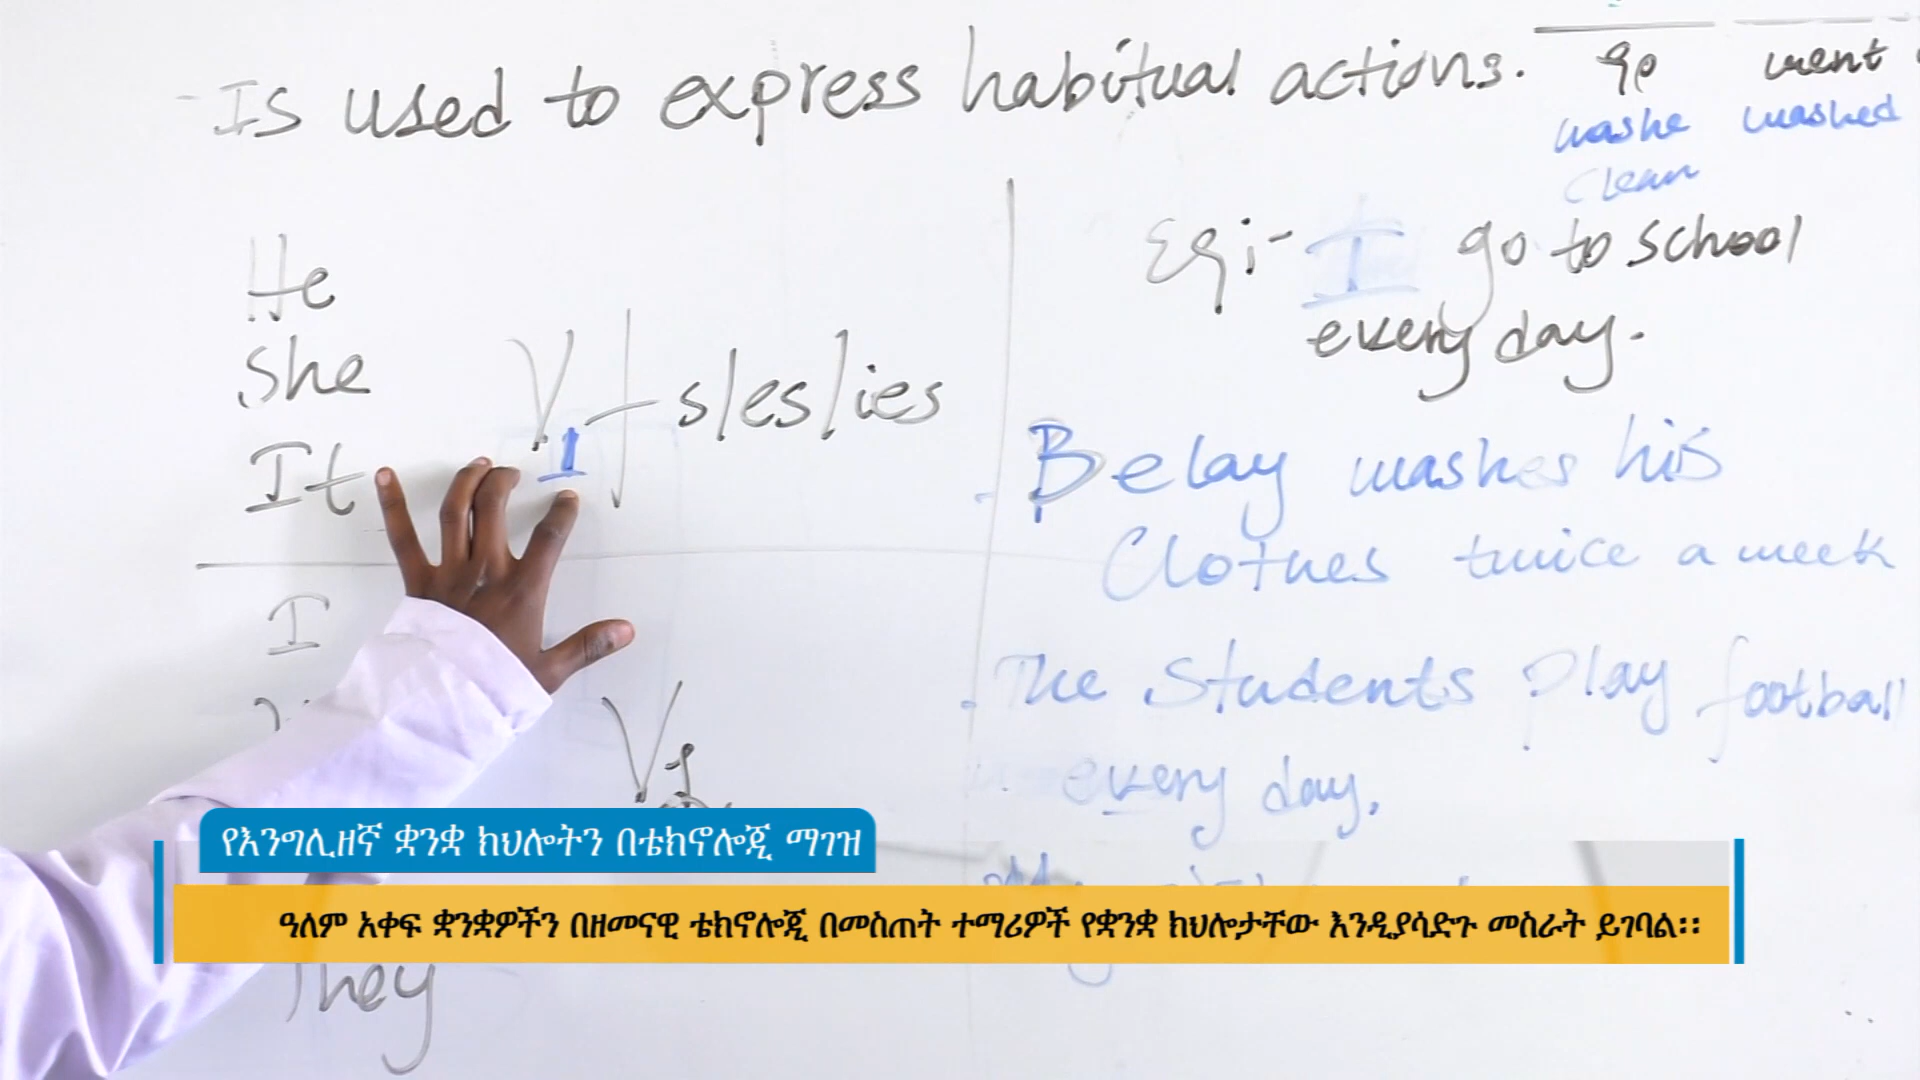 - Is used to express habitual actions.
go went
washe washed
clean
He
She
It
V1 + s/es/ies
Eg:- I go to school
every day.
- Belay washes his
Clothes twice a week
- The Students Play football
every day.
I
V1
My
የእንግሊዘኛ ቋንቋ ክህሎትን በቴክኖሎጂ ማገዝ
ዓለም አቀፍ ቋንቋዎችን በዘመናዊ ቴክኖሎጂ በመስጠት ተማሪዎች የቋንቋ ክህሎታቸው እንዲያሳድጉ መስራት ይገባል፡፡
They